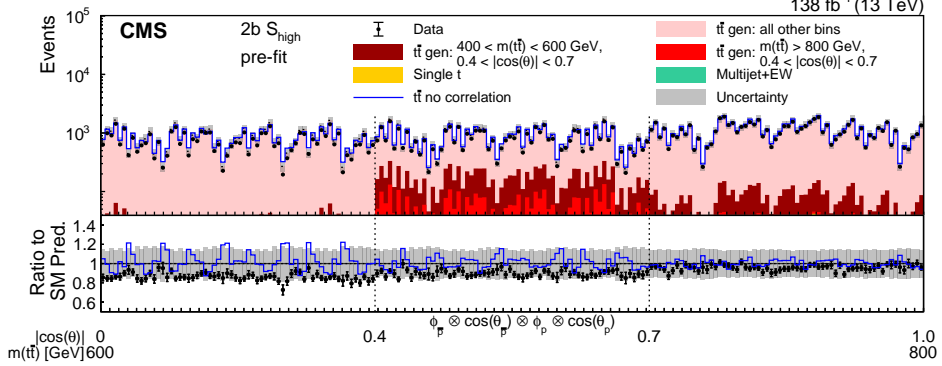 138 fb⁻¹ (13 TeV)
CMS
2b S_high
pre-fit
Data
tt̄ gen: 400 < m(tt̄) < 600 GeV, 0.4 < |cos(θ)| < 0.7
Single t
tt̄ no correlation
tt̄ gen: all other bins
tt̄ gen: m(tt̄) > 800 GeV, 0.4 < |cos(θ)| < 0.7
Multijet+EW
Uncertainty
Events
10⁵
10⁴
10³
Ratio to
SM Pred.
1.4
1.2
1
0.8
0.6
ϕ_p̄ ⊗ cos(θ_p̄) ⊗ ϕ_p ⊗ cos(θ_p)
|cos(θ)| 0 0.4 0.7 1.0
m(tt̄) [GeV] 600 800